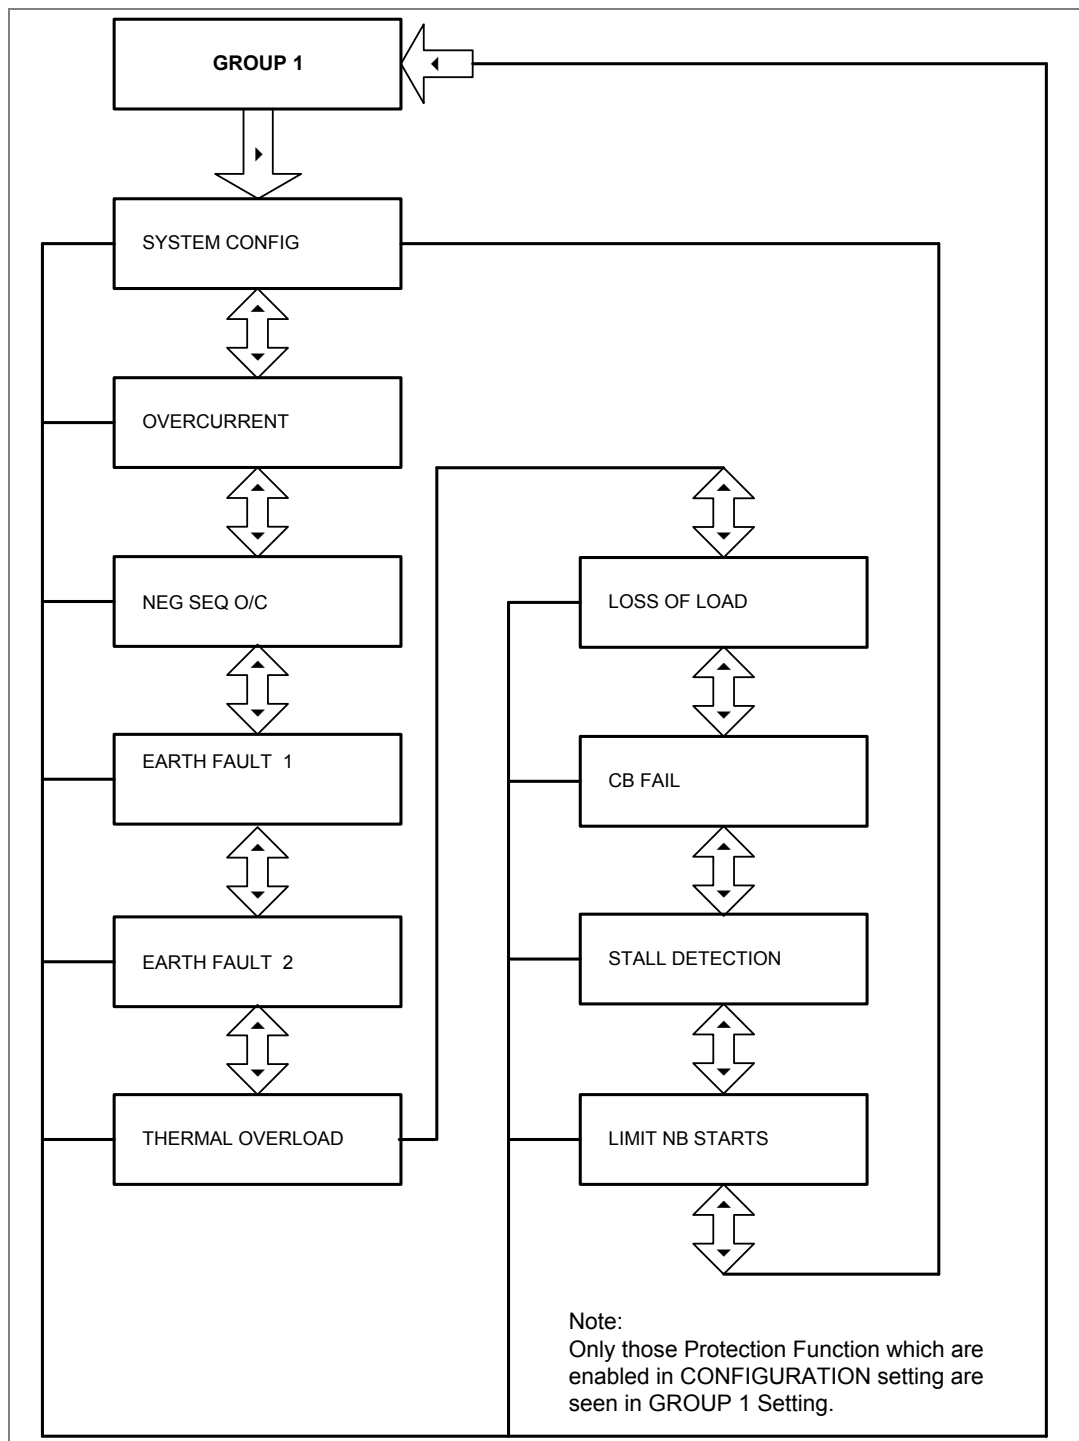 GROUP 1
SYSTEM CONFIG
OVERCURRENT
NEG SEQ O/C
EARTH FAULT 1
EARTH FAULT 2
THERMAL OVERLOAD
LOSS OF LOAD
CB FAIL
STALL DETECTION
LIMIT NB STARTS
Note:
Only those Protection Function which are
enabled in CONFIGURATION setting are
seen in GROUP 1 Setting.